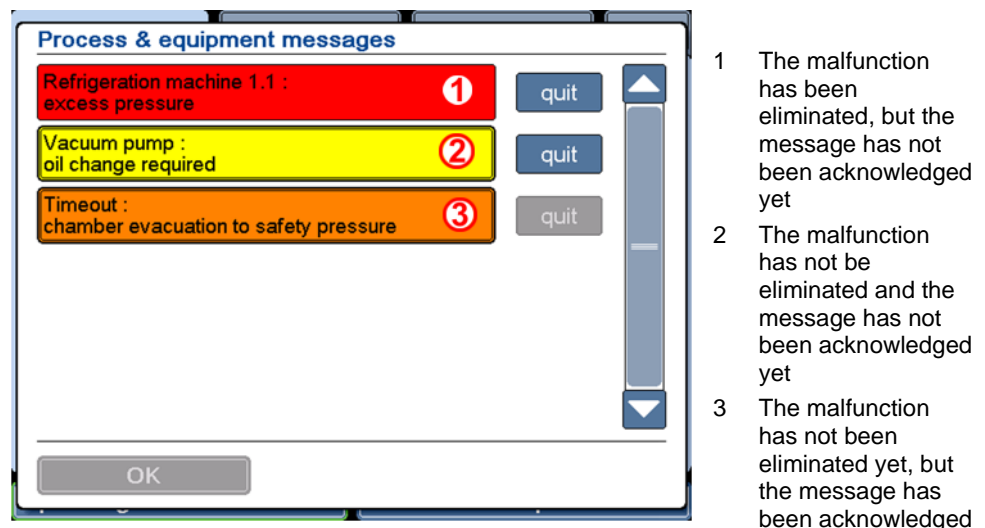 Process & equipment messages
Refrigeration machine 1.1 :
excess pressure
1
quit
Vacuum pump :
oil change required
2
quit
Timeout :
chamber evacuation to safety pressure
3
quit
OK
1 The malfunction
has been
eliminated, but the
message has not
been acknowledged
yet
2 The malfunction
has not be
eliminated and the
message has not
been acknowledged
yet
3 The malfunction
has not been
eliminated yet, but
the message has
been acknowledged